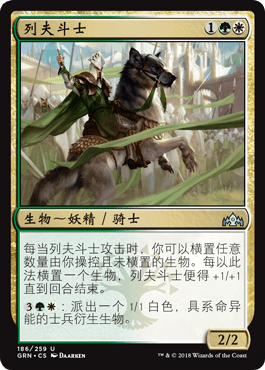 列夫斗士 1
生物～妖精 / 骑士
每当列夫斗士攻击时，你可以横置任意
数量由你操控且未横置的生物。每以此
法横置一个生物，列夫斗士便得 +1/+1
直到回合结束。
3：派出一个 1/1 白色，具系命异
能的士兵衍生生物。
2/2
186/259 U
GRN • CS DAARKEN
™ & © 2018 Wizards of the Coast